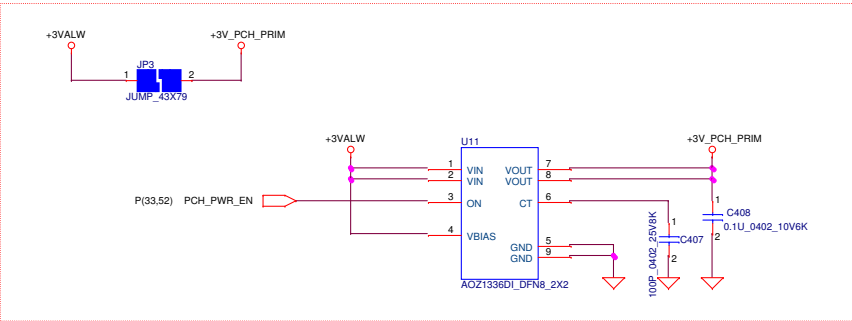 +3VALW
+3V_PCH_PRIM
JP3
1
2
JUMP_43X79
+3VALW
U11
+3V_PCH_PRIM
1
VIN
VOUT
7
2
VIN
VOUT
8
P(33,52) PCH_PWR_EN
3
ON
CT
6
1
C408
0.1U_0402_10V6K
2
4
VBIAS
1
C407
100P_0402_25V8K
2
GND
5
GND
9
AOZ1336DI_DFN8_2X2